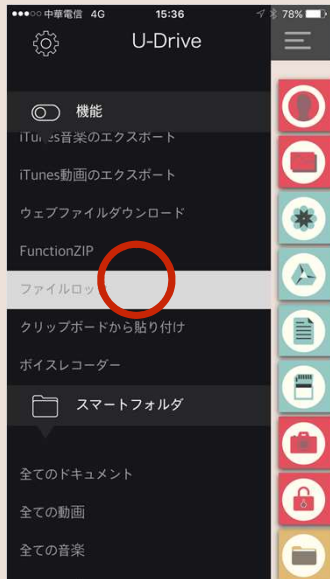 中華電信 4G 15:36 78%
U-Drive
機能
iTunes音楽のエクスポート
iTunes動画のエクスポート
ウェブファイルダウンロード
FunctionZIP
ファイルロック
クリップボードから貼り付け
ボイスレコーダー
スマートフォルダ
全てのドキュメント
全ての動画
全ての音楽